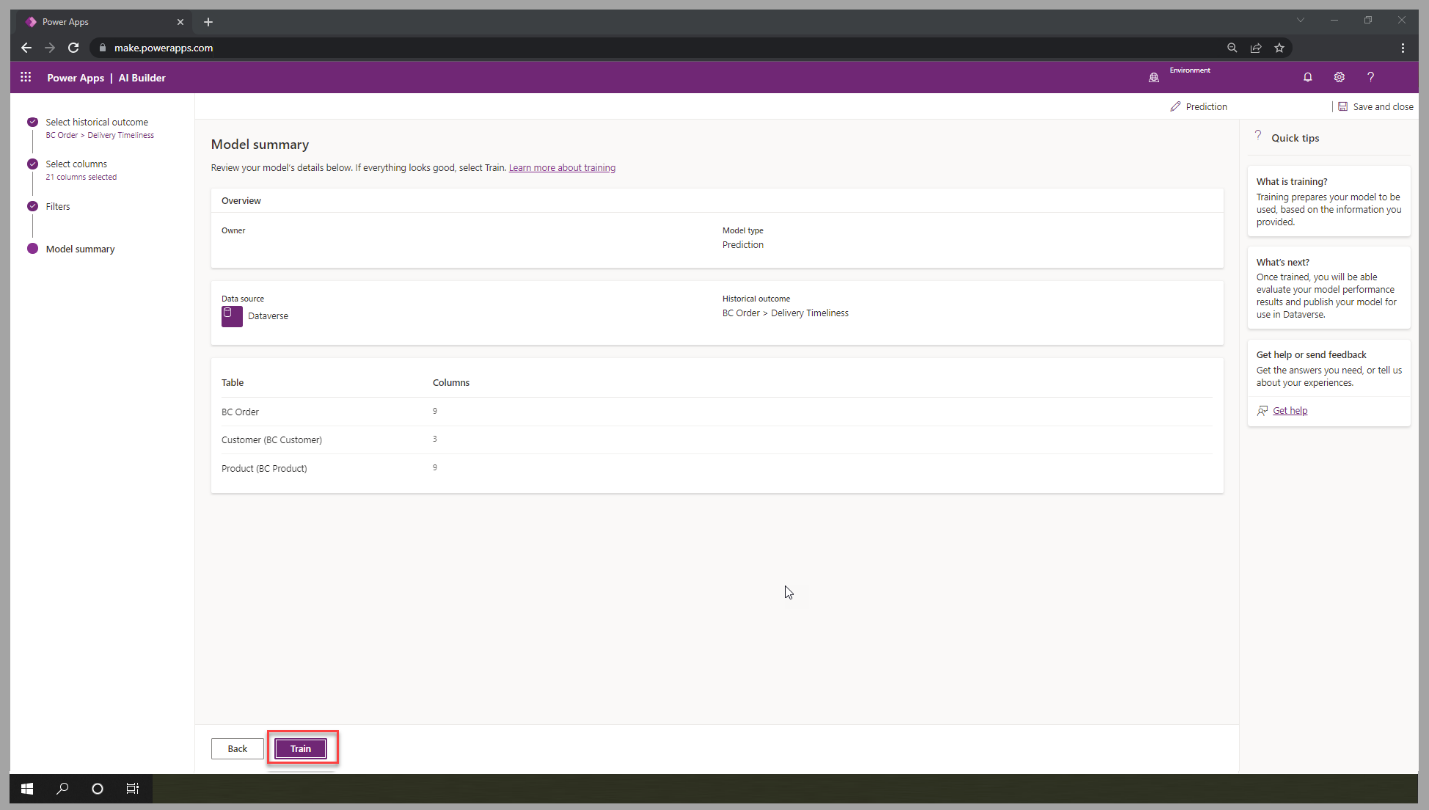 Power Apps
make.powerapps.com
Power Apps | AI Builder
Environment
Prediction
Save and close
Select historical outcome
BC Order > Delivery Timeliness
Select columns
21 columns selected
Filters
Model summary
Model summary
Review your model's details below. If everything looks good, select Train. Learn more about training
Overview
Owner
Model type
Prediction
Data source
Dataverse
Historical outcome
BC Order > Delivery Timeliness
Table Columns
BC Order 9
Customer (BC Customer) 3
Product (BC Product) 9
Back
Train
Quick tips
What is training?
Training prepares your model to be
used, based on the information you
provided.
What's next?
Once trained, you will be able
evaluate your model performance
results and publish your model for
use in Dataverse.
Get help or send feedback
Get the answers you need, or tell us
about your experiences.
Get help